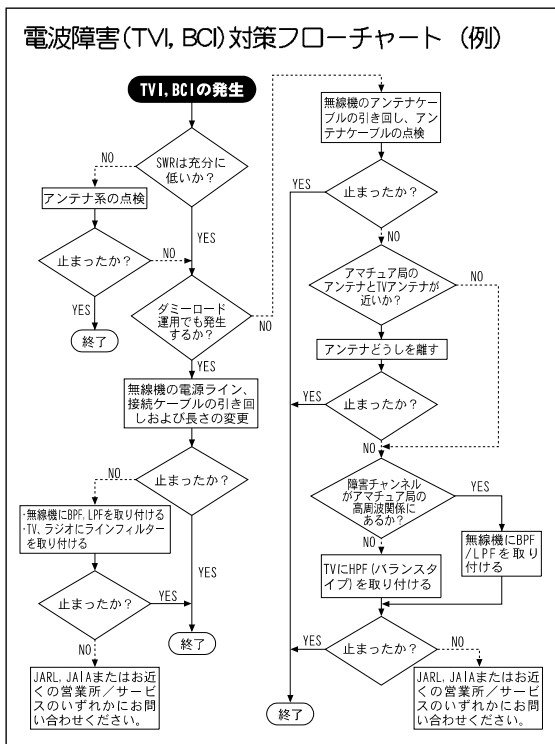 電波障害(TVI, BCI)対策フローチャート (例)
TVI, BCIの発生
SWRは充分に
低いか?
NO
アンテナ系の点検
YES
止まったか?
NO
YES
終了
ダミーロード
運用でも発生
するか?
NO
YES
無線機の電源ライン、
接続ケーブルの引き回
しおよび長さの変更
止まったか?
NO
・無線機にBPF, LPFを取り付ける
・TV、ラジオにラインフィルター
を取り付ける
YES
止まったか?
YES
終了
NO
JARL, JAIAまたはお近
くの営業所/サービス
のいずれかにお問
い合わせください。
無線機のアンテナケー
ブルの引き回し、アン
テナケーブルの点検
YES
止まったか?
NO
アマチュア局の
アンテナとTVアンテナが
近いか?
NO
アンテナどうしを離す
YES
止まったか?
NO
障害チャンネル
がアマチュア局の
高周波関係に
あるか?
YES
NO
無線機にBPF
/LPFを取り
付ける
TVにHPF(バランスタ
イプ)を取り付ける
YES
止まったか?
NO
終了
JARL, JAIAまたはお近
くの営業所/サービ
スのいずれかにお問
い合わせください。